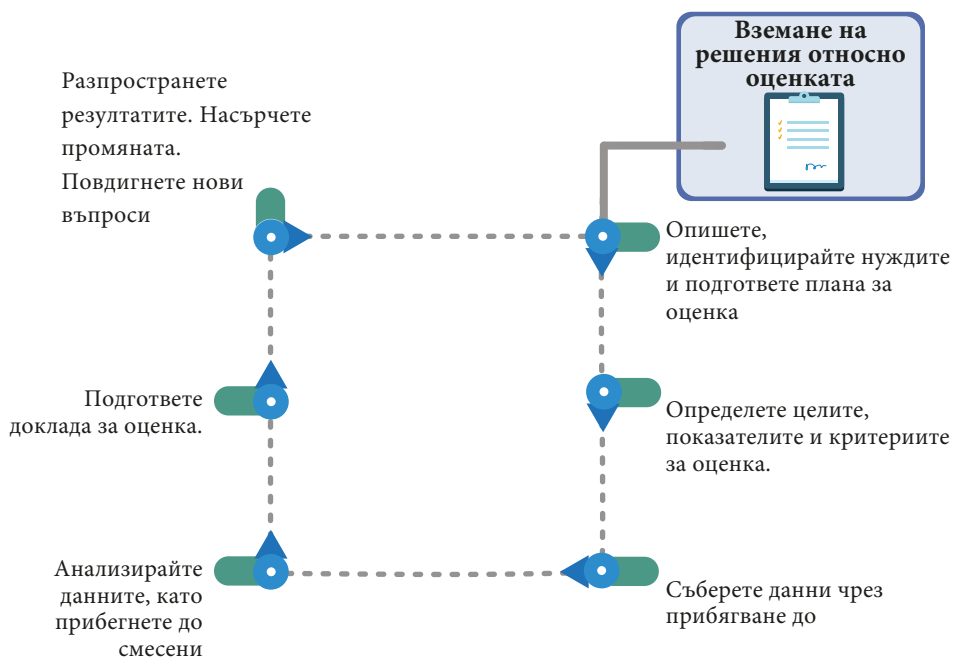 Вземане на
решения относно
оценката
Опишете,
идентифицирайте нуждите
и подгответе плана за
оценка
Определете целите,
показателите и критериите
за оценка.
Съберете данни чрез
прибягване до
Анализирайте
данните, като
прибегнете до
смесени
Подгответе
доклада за оценка.
Разпространете
резултатите. Насърчете
промяната.
Повдигнете нови
въпроси